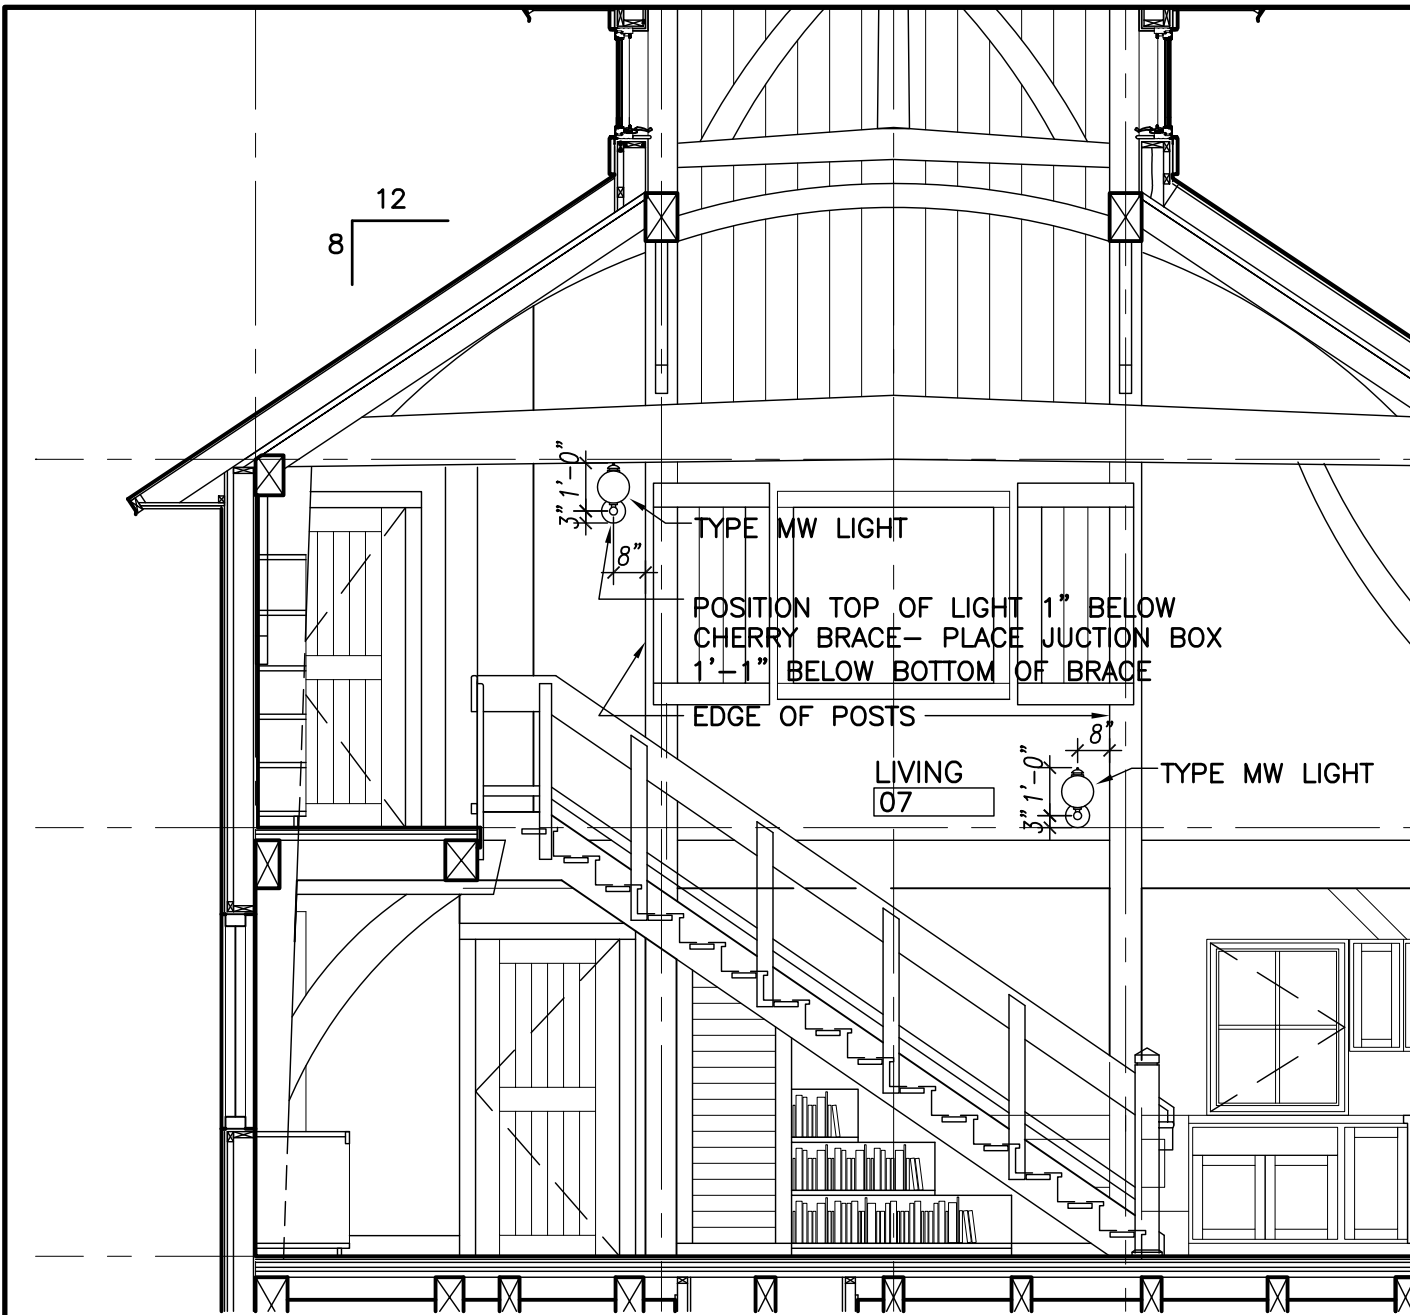 12
8
1'-0"
3"
TYPE MW LIGHT
8"
POSITION TOP OF LIGHT 1" BELOW
CHERRY BRACE- PLACE JUCTION BOX
1'-1" BELOW BOTTOM OF BRACE
EDGE OF POSTS
8"
LIVING
07
1'-0"
3"
TYPE MW LIGHT